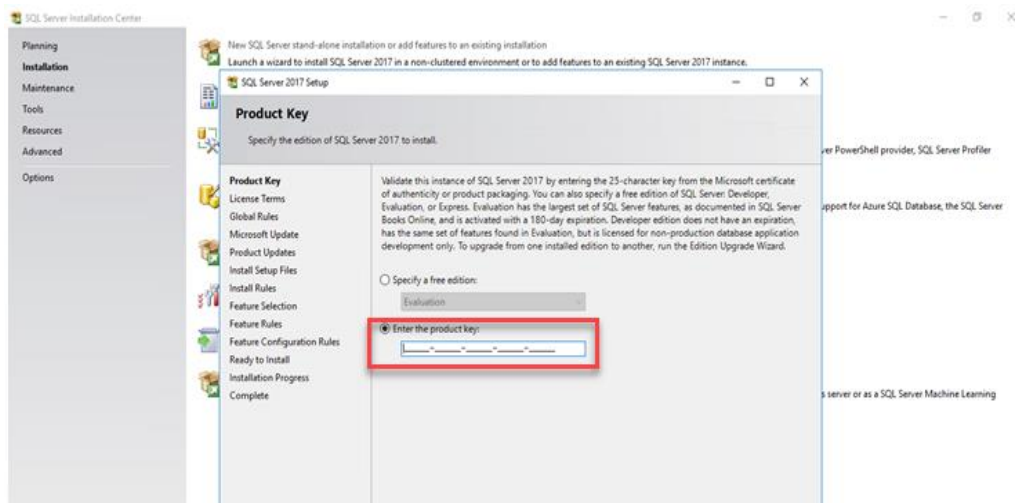 SQL Server Installation Center
Planning
Installation
Maintenance
Tools
Resources
Advanced
Options
New SQL Server stand-alone installation or add features to an existing installation
Launch a wizard to install SQL Server 2017 in a non-clustered environment or to add features to an existing SQL Server 2017 instance.
SQL Server 2017 Setup
Product Key
Specify the edition of SQL Server 2017 to install.
Product Key
License Terms
Global Rules
Microsoft Update
Product Updates
Install Setup Files
Install Rules
Feature Selection
Feature Rules
Feature Configuration Rules
Ready to Install
Installation Progress
Complete
Validate this instance of SQL Server 2017 by entering the 25-character key from the Microsoft certificate
of authenticity or product packaging. You can also specify a free edition of SQL Server: Developer,
Evaluation, or Express. Evaluation has the largest set of SQL Server features, as documented in SQL Server
Books Online, and is activated with a 180-day expiration. Developer edition does not have an expiration,
has the same set of features found in Evaluation, but is licensed for non-production database application
development only. To upgrade from one installed edition to another, run the Edition Upgrade Wizard.
Specify a free edition:
Evaluation
Enter the product key:
_____-_____-_____-_____-_____
ver PowerShell provider, SQL Server Profiler
upport for Azure SQL Database, the SQL Server
s server or as a SQL Server Machine Learning